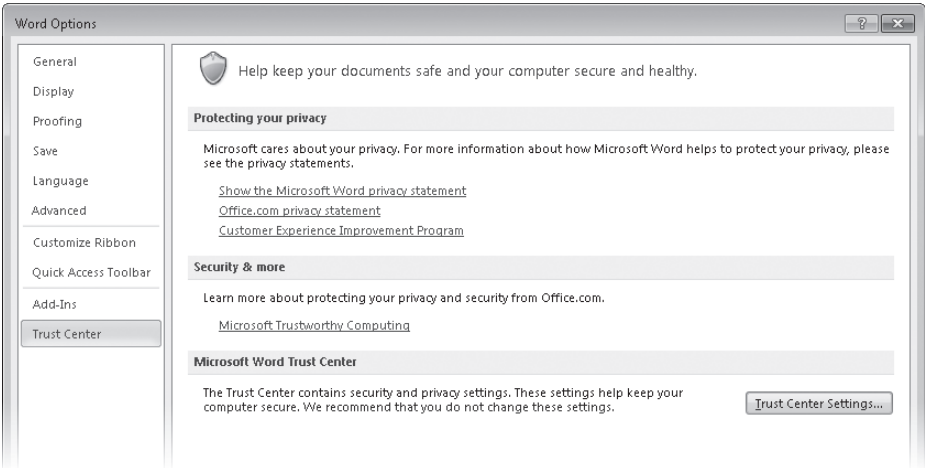 Word Options
General
Display
Proofing
Save
Language
Advanced
Customize Ribbon
Quick Access Toolbar
Add-Ins
Trust Center
Help keep your documents safe and your computer secure and healthy.
Protecting your privacy
Microsoft cares about your privacy. For more information about how Microsoft Word helps to protect your privacy, please
see the privacy statements.
Show the Microsoft Word privacy statement
Office.com privacy statement
Customer Experience Improvement Program
Security & more
Learn more about protecting your privacy and security from Office.com.
Microsoft Trustworthy Computing
Microsoft Word Trust Center
The Trust Center contains security and privacy settings. These settings help keep your
computer secure. We recommend that you do not change these settings.
Trust Center Settings...